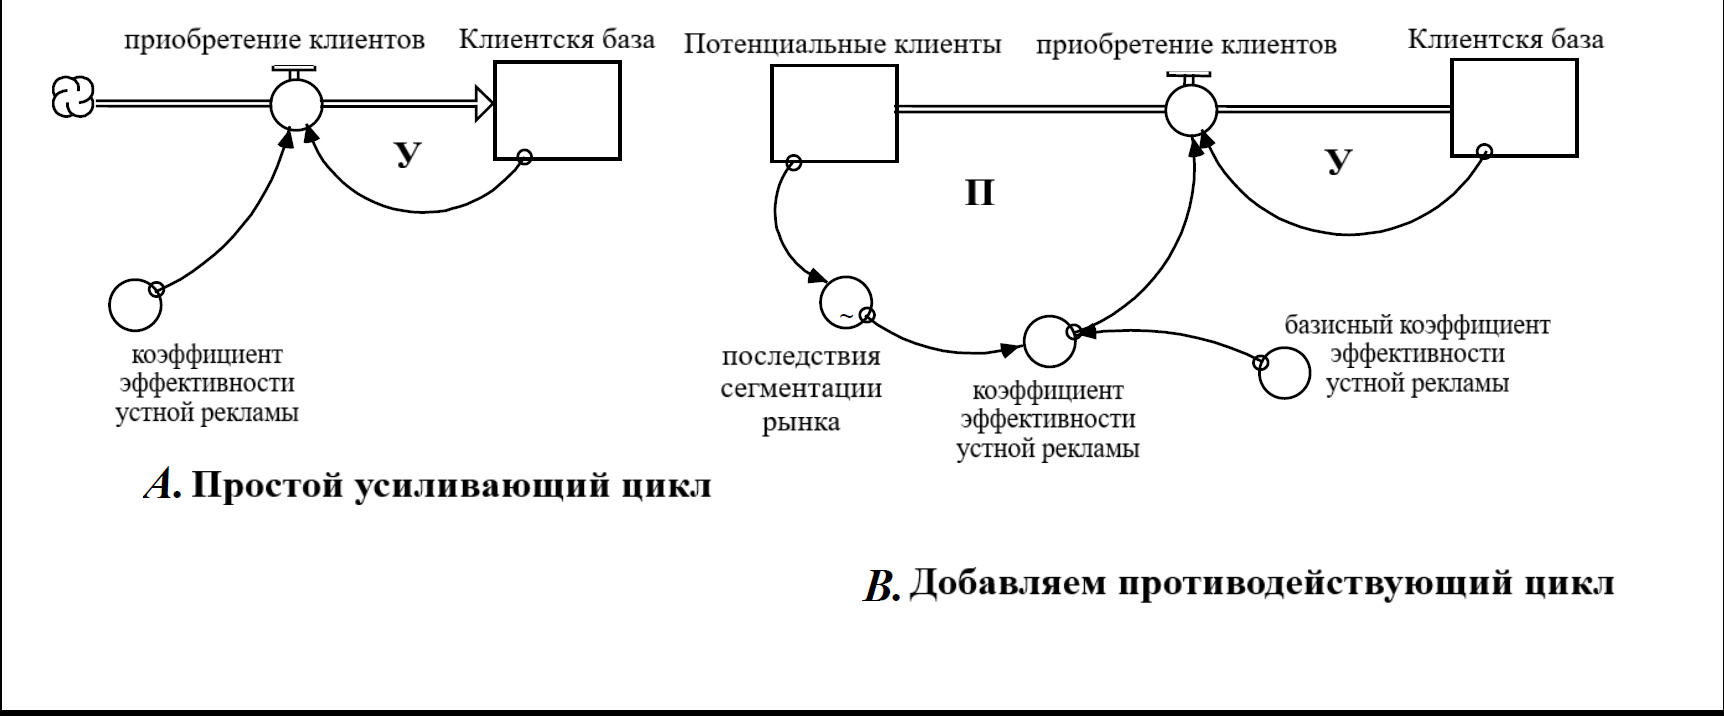 приобретение клиентов
Клиентскя база
У
коэффициент
эффективности
устной рекламы
А. Простой усиливающий цикл
Потенциальные клиенты
приобретение клиентов
Клиентскя база
П
У
~
последствия
сегментации
рынка
коэффициент
эффективности
устной рекламы
базисный коэффициент
эффективности
устной рекламы
В. Добавляем противодействующий цикл